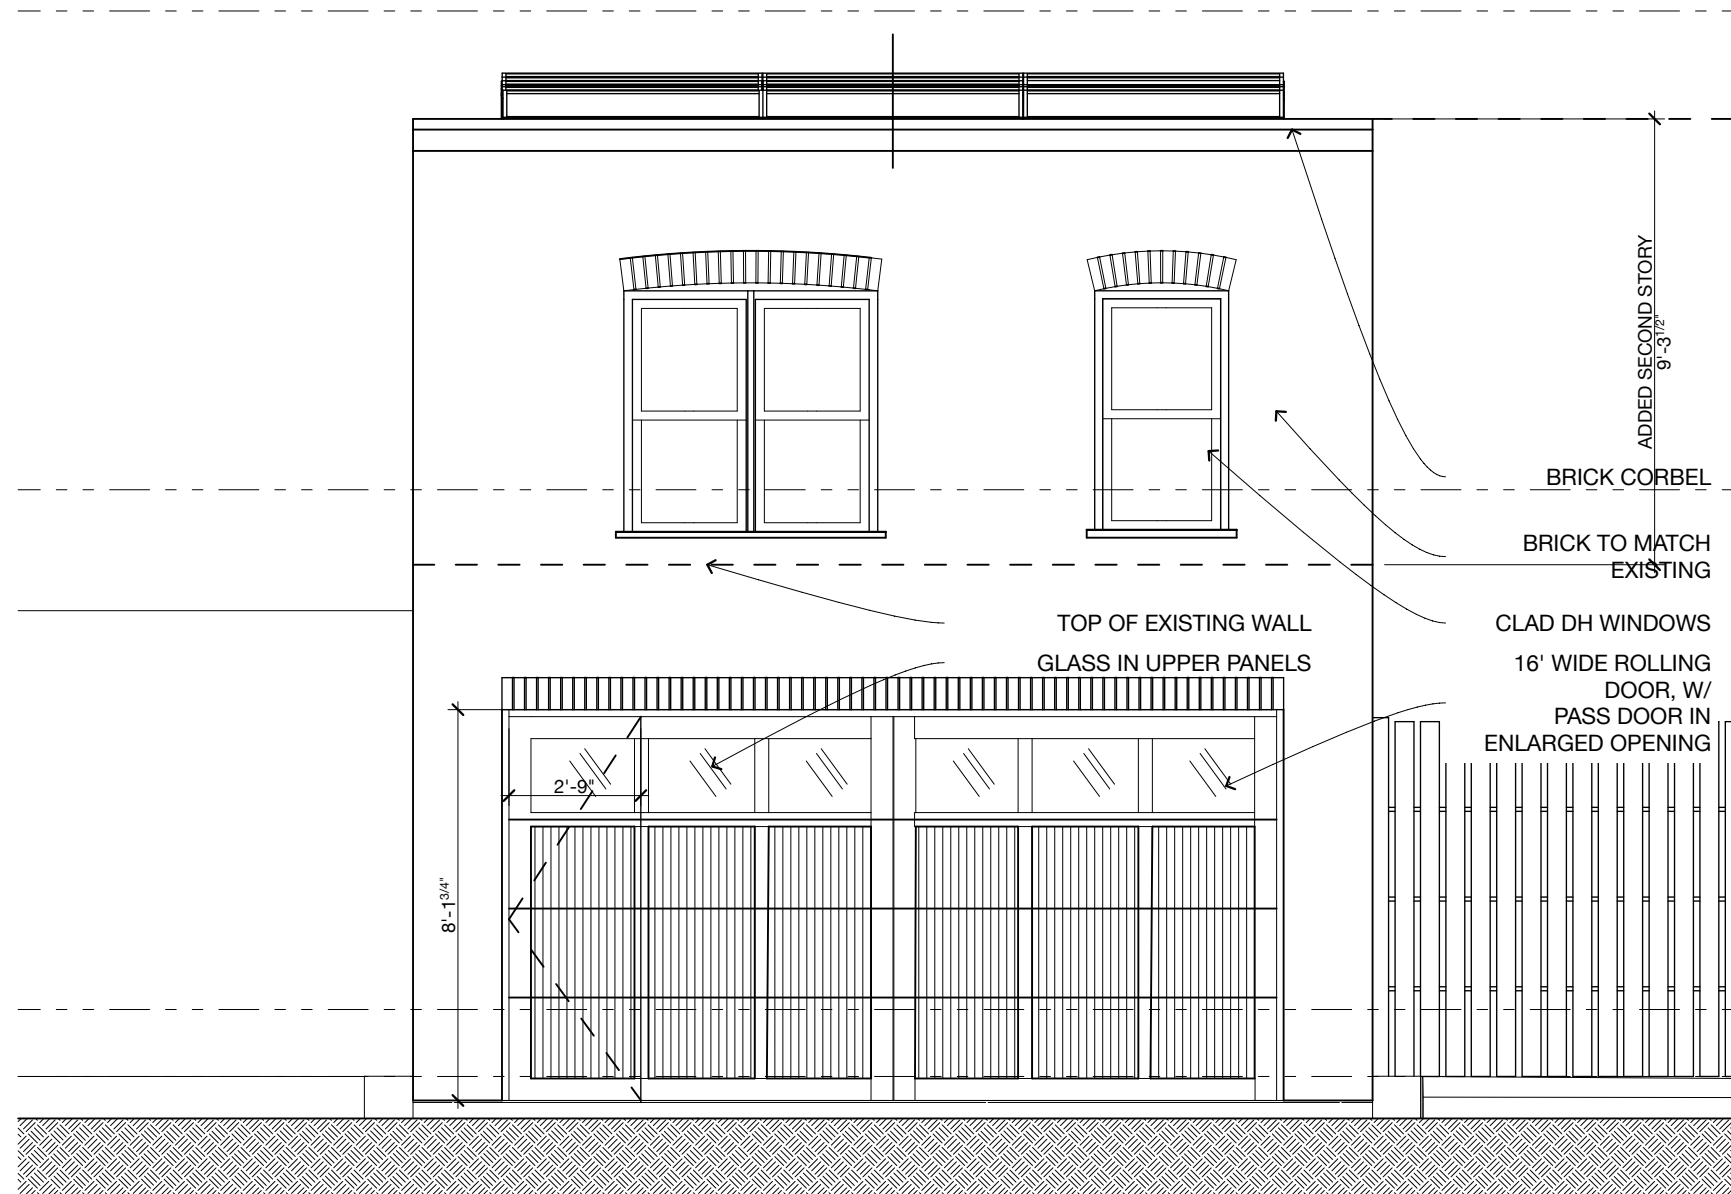 ADDED SECOND STORY
9'-3 1/2"
BRICK CORBEL
BRICK TO MATCH
EXISTING
TOP OF EXISTING WALL
CLAD DH WINDOWS
GLASS IN UPPER PANELS
16' WIDE ROLLING
DOOR, W/
PASS DOOR IN
ENLARGED OPENING
2'-9"
8'-1 3/4"